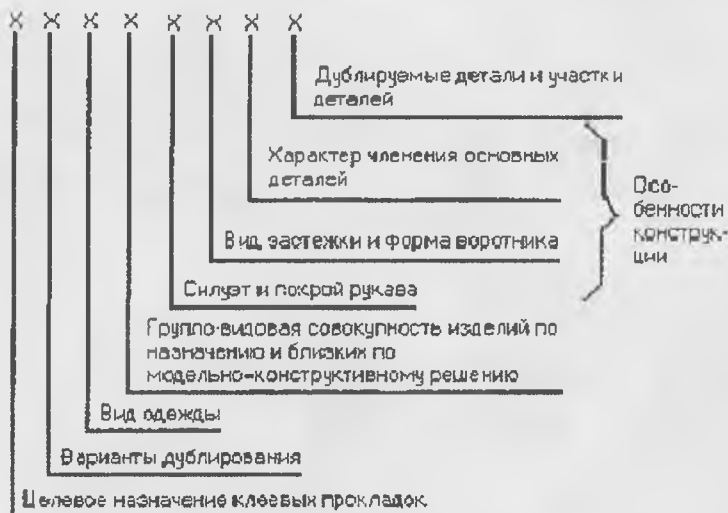 X X X X X X X X
Дублируемые детали и участки
деталей
Характер членения основных
деталей
Вид застежки и форма воротника
Силуэт и покрой рукава
Осо-
бенности
конструк-
ции
Группо-видовая совокупность изделий по
назначению и близких по
модельно-конструктивному решению
Вид одежды
Варианты дублирования
Целевое назначение клеевых прокладок